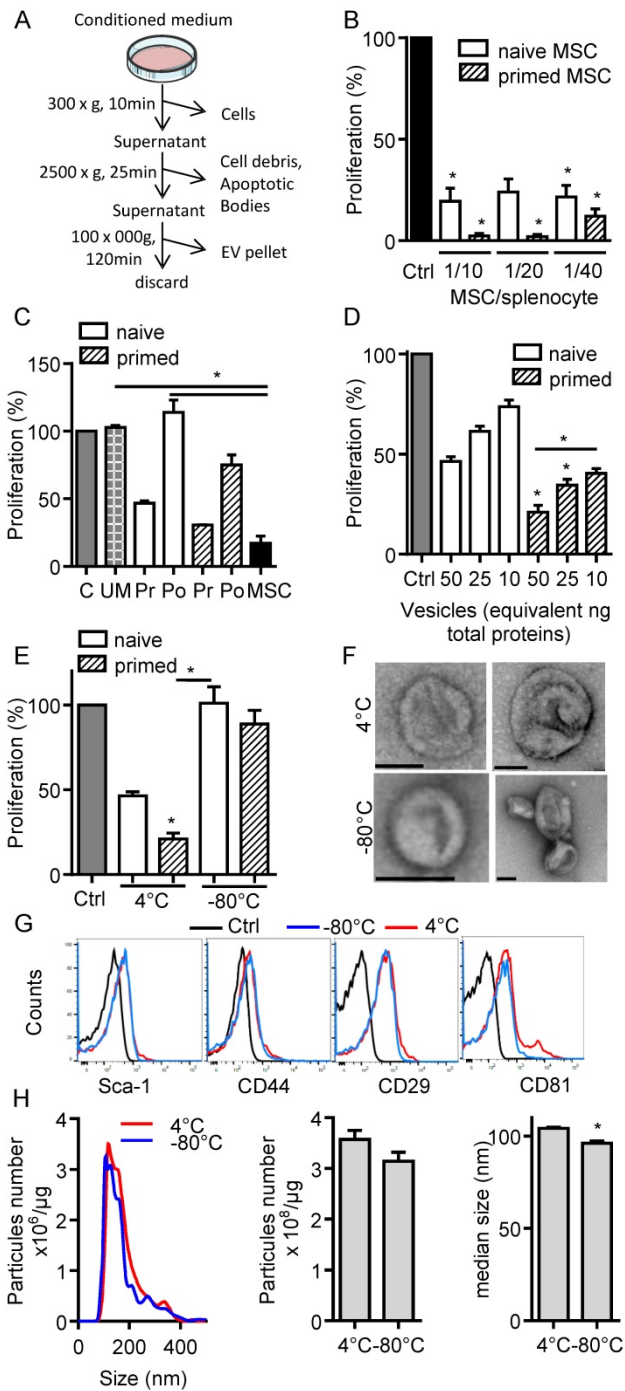 A
Conditioned medium
300 x g, 10min
Cells
Supernatant
2500 x g, 25min
Cell debris,
Apoptotic
Bodies
Supernatant
100 x 000g,
120min
EV pellet
discard
B
Proliferation (%)
100
50
0
naive MSC
primed MSC
* * * * *
Ctrl 1/10 1/20 1/40
MSC/splenocyte
C
naive
primed
Proliferation (%)
150
100
50
0
*
C UM Pr Po Pr Po MSC
D
naive
primed
Proliferation (%)
100
50
0
*
* *
Ctrl 50 25 10 50 25 10
Vesicles (equivalent ng
total proteins)
E
naive
primed
Proliferation (%)
100
50
0
*
*
Ctrl 4°C -80°C
F
4°C
-80°C
G
Ctrl -80°C 4°C
Counts
Sca-1 CD44 CD29 CD81
H
4°C
-80°C
Particules number
x10⁶/µg
4
3
2
1
0
0 200 400
Size (nm)
Particules number
x 10⁸/µg
4
3
2
1
0
4°C-80°C
median size (nm)
100
50
0
*
4°C-80°C